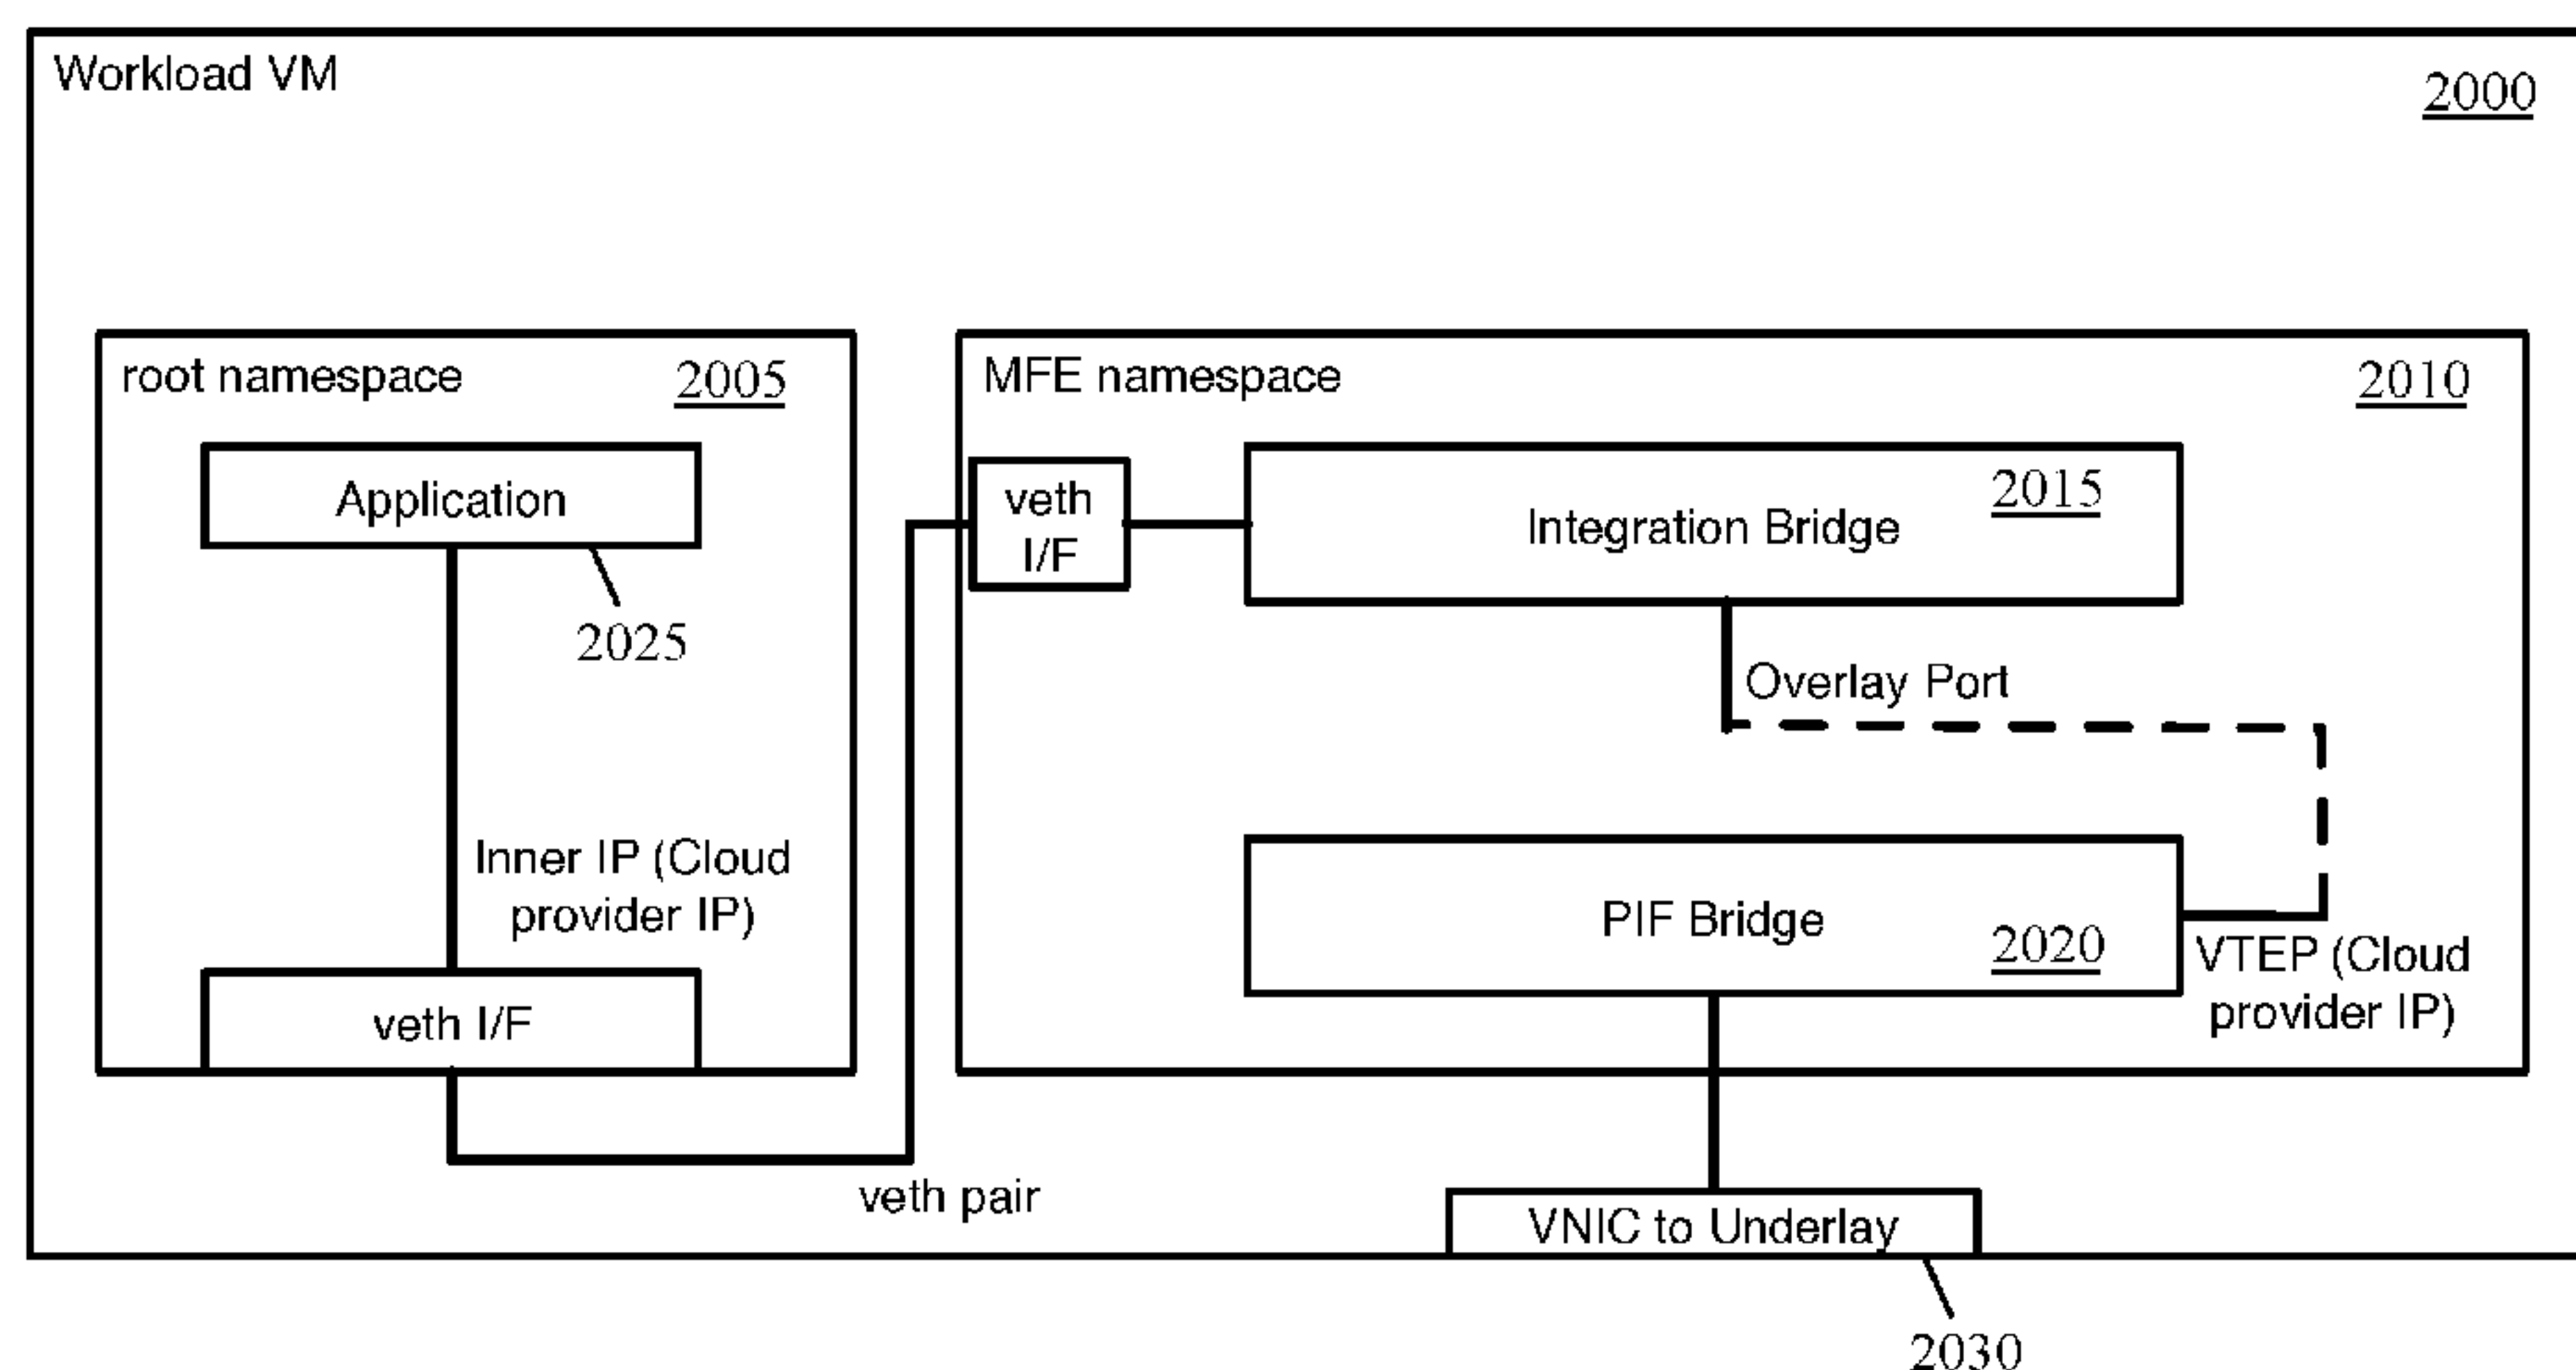 Workload VM
2000
root namespace
2005
MFE namespace
2010
Application
2025
veth
I/F
Integration Bridge
2015
Overlay Port
Inner IP (Cloud
provider IP)
PIF Bridge
2020
VTEP (Cloud
provider IP)
veth I/F
veth pair
VNIC to Underlay
2030